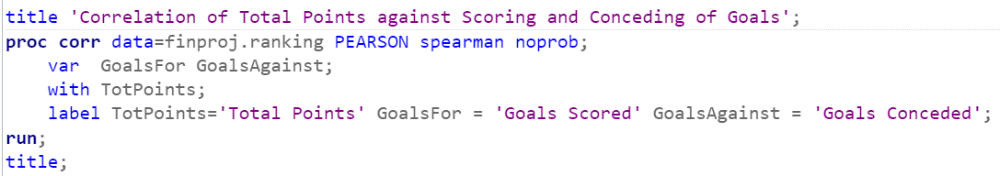 title 'Correlation of Total Points against Scoring and Conceding of Goals';
proc corr data=finproj.ranking PEARSON spearman noprob;
    var  GoalsFor GoalsAgainst;
    with TotPoints;
    label TotPoints='Total Points' GoalsFor = 'Goals Scored' GoalsAgainst = 'Goals Conceded';
run;
title;